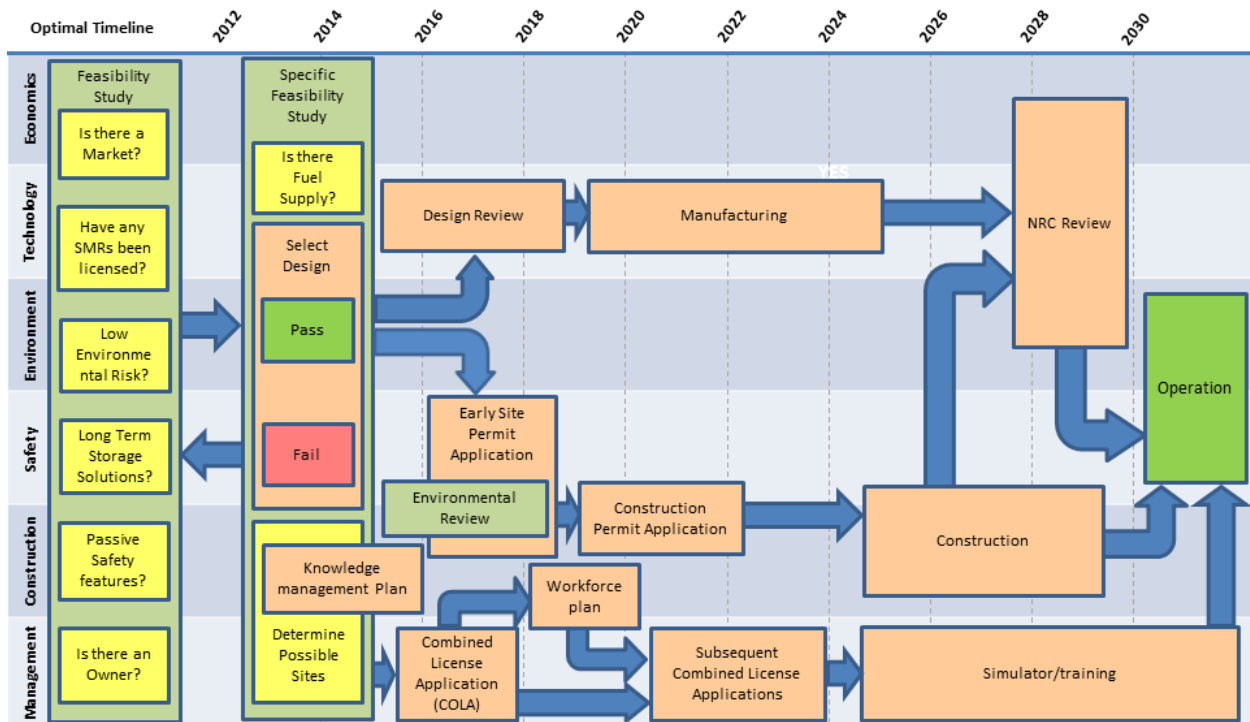 Optimal Timeline
2012
2014
2016
2018
2020
2022
2024
2026
2028
2030
Economics
Technology
Environment
Safety
Construction
Management
Feasibility
Study
Is there a
Market?
Have any
SMRs been
licensed?
Low
Environme
ntal Risk?
Long Term
Storage
Solutions?
Passive
Safety
features?
Is there an
Owner?
Specific
Feasibility
Study
Is there
Fuel
Supply?
Select
Design
Pass
Fail
Knowledge
management Plan
Determine
Possible
Sites
Design Review
Manufacturing
YES
NRC Review
Early Site
Permit
Application
Environmental
Review
Construction
Permit Application
Construction
Operation
Workforce
plan
Combined
License
Application
(COLA)
Subsequent
Combined License
Applications
Simulator/training